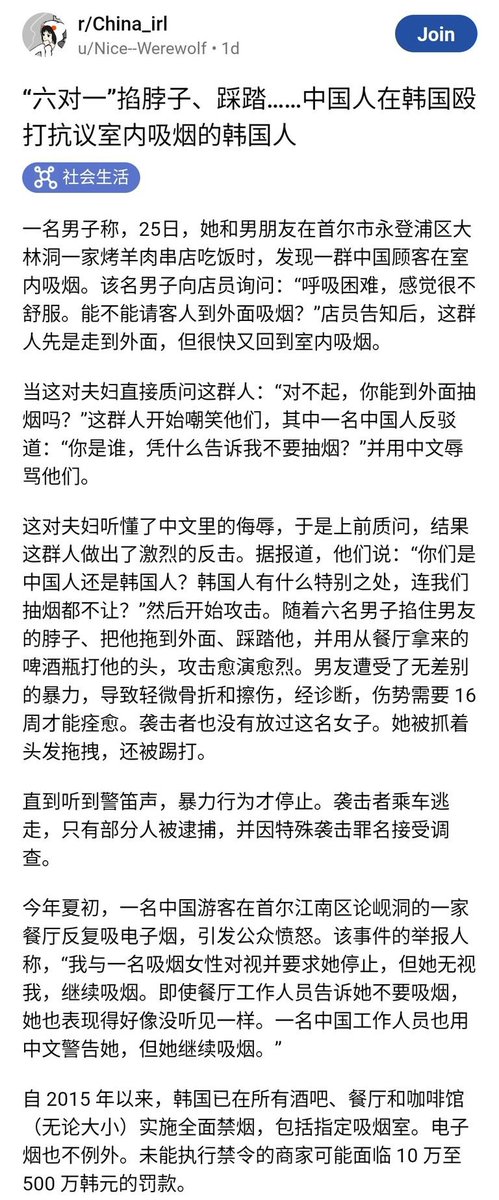 r/China_irl
u/Nice--Werewolf • 1d
Join
“六对一”掐脖子、踩踏……中国人在韩国殴
打抗议室内吸烟的韩国人
社会生活
一名男子称，25日，她和男朋友在首尔市永登浦区大
林洞一家烤羊肉串店吃饭时，发现一群中国顾客在室
内吸烟。该名男子向店员询问：“呼吸困难，感觉很不
舒服。能不能请客人到外面吸烟？”店员告知后，这群
人先是走到外面，但很快又回到室内吸烟。
当这对夫妇直接质问这群人：“对不起，你能到外面抽
烟吗？”这群人开始嘲笑他们，其中一名中国人反驳
道：“你是谁，凭什么告诉我不要抽烟？”并用中文辱
骂他们。
这对夫妇听懂了中文里的侮辱，于是上前质问，结果
这群人做出了激烈的反击。据报道，他们说：“你们是
中国人还是韩国人？韩国人有什么特别之处，连我们
抽烟都不让？”然后开始攻击。随着六名男子掐住男友
的脖子、把他拖到外面、踩踏他，并用从餐厅拿来的
啤酒瓶打他的头，攻击愈演愈烈。男友遭受了无差别
的暴力，导致轻微骨折和擦伤，经诊断，伤势需要 16
周才能痊愈。袭击者也没有放过这名女子。她被抓着
头发拖拽，还被踢打。
直到听到警笛声，暴力行为才停止。袭击者乘车逃
走，只有部分人被逮捕，并因特殊袭击罪名接受调
查。
今年夏初，一名中国游客在首尔江南区论岘洞的一家
餐厅反复吸电子烟，引发公众愤怒。该事件的举报人
称，“我与一名吸烟女性对视并要求她停止，但她无视
我，继续吸烟。即使餐厅工作人员告诉她不要吸烟，
她也表现得好像没听见一样。一名中国工作人员也用
中文警告她，但她继续吸烟。”
自 2015 年以来，韩国已在所有酒吧、餐厅和咖啡馆
（无论大小）实施全面禁烟，包括指定吸烟室。电子
烟也不例外。未能执行禁令的商家可能面临 10 万至
500 万韩元的罚款。